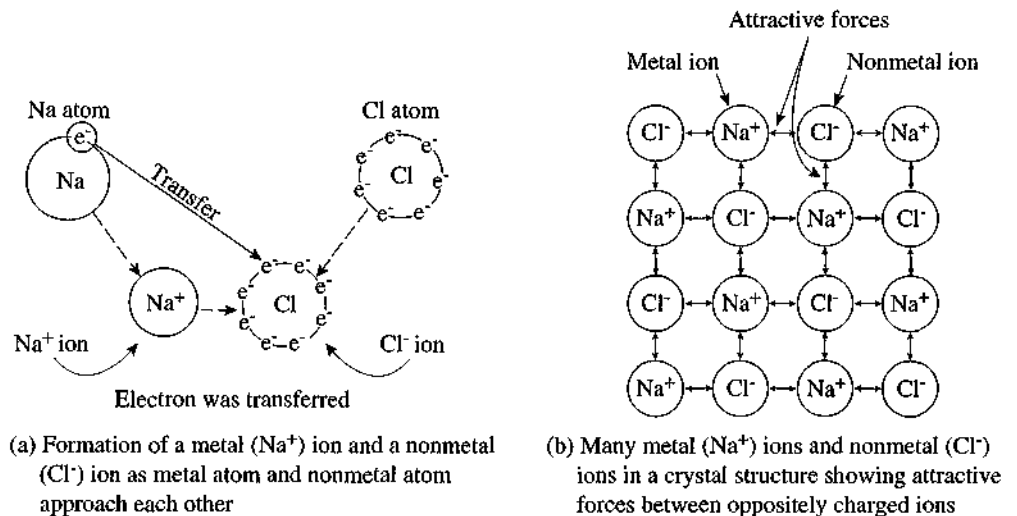 Na atom
e⁻
Na
Transfer
Cl atom
e⁻
e⁻
e⁻
e⁻
Cl
e⁻
e⁻
e⁻
Na⁺
e⁻
e⁻
e⁻
e⁻
Cl
e⁻
e⁻
e⁻
e⁻
Na⁺ ion
Cl⁻ ion
Electron was transferred
(a) Formation of a metal (Na⁺) ion and a nonmetal
(Cl⁻) ion as metal atom and nonmetal atom
approach each other
Attractive forces
Metal ion
Nonmetal ion
Cl⁻ Na⁺ Cl⁻ Na⁺
Na⁺ Cl⁻ Na⁺ Cl⁻
Cl⁻ Na⁺ Cl⁻ Na⁺
Na⁺ Cl⁻ Na⁺ Cl⁻
(b) Many metal (Na⁺) ions and nonmetal (Cl⁻)
ions in a crystal structure showing attractive
forces between oppositely charged ions